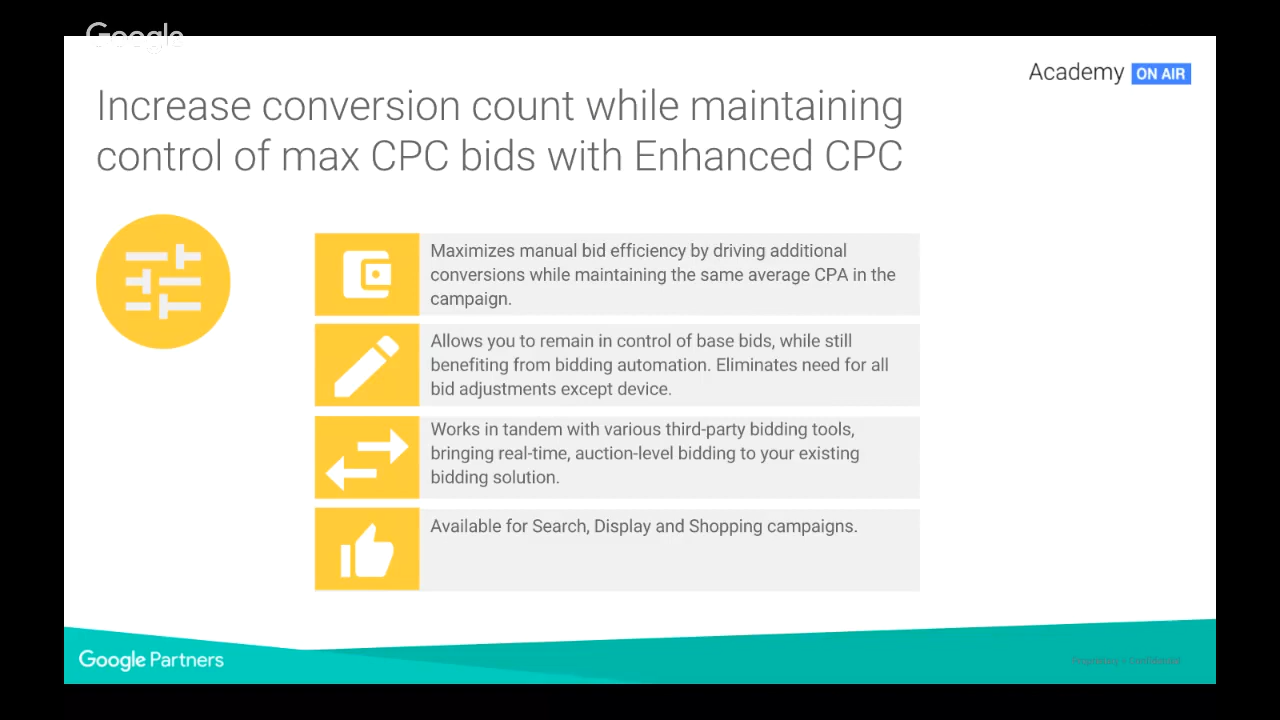 Google
Academy ON AIR
Increase conversion count while maintaining
control of max CPC bids with Enhanced CPC
Maximizes manual bid efficiency by driving additional
conversions while maintaining the same average CPA in the
campaign.
Allows you to remain in control of base bids, while still
benefiting from bidding automation. Eliminates need for all
bid adjustments except device.
Works in tandem with various third-party bidding tools,
bringing real-time, auction-level bidding to your existing
bidding solution.
Available for Search, Display and Shopping campaigns.
Google Partners
Proprietary + Confidential